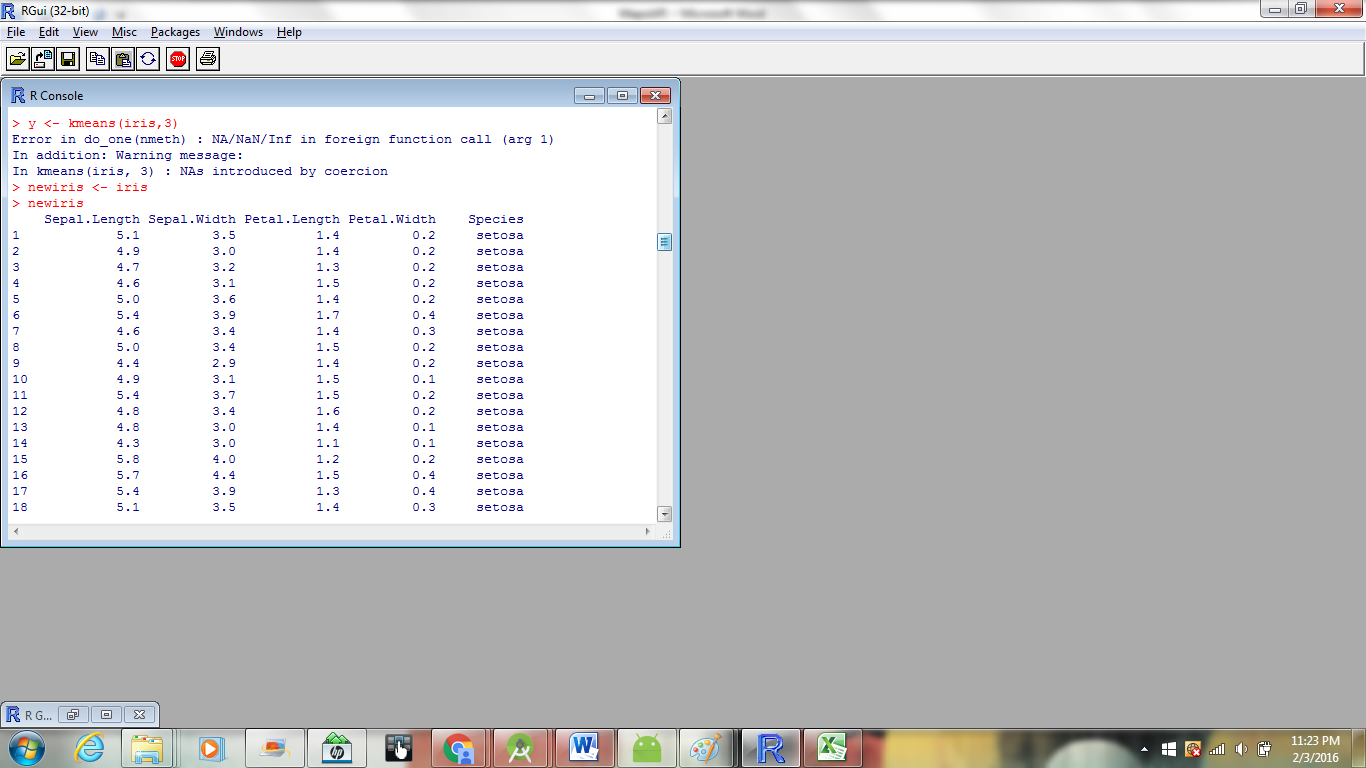 RGui (32-bit)
File Edit View Misc Packages Windows Help
STOP
R Console
> y <- kmeans(iris,3)
Error in do_one(nmeth) : NA/NaN/Inf in foreign function call (arg 1)
In addition: Warning message:
In kmeans(iris, 3) : NAs introduced by coercion
> newiris <- iris
> newiris
Sepal.Length Sepal.Width Petal.Length Petal.Width Species
1 5.1 3.5 1.4 0.2 setosa
2 4.9 3.0 1.4 0.2 setosa
3 4.7 3.2 1.3 0.2 setosa
4 4.6 3.1 1.5 0.2 setosa
5 5.0 3.6 1.4 0.2 setosa
6 5.4 3.9 1.7 0.4 setosa
7 4.6 3.4 1.4 0.3 setosa
8 5.0 3.4 1.5 0.2 setosa
9 4.4 2.9 1.4 0.2 setosa
10 4.9 3.1 1.5 0.1 setosa
11 5.4 3.7 1.5 0.2 setosa
12 4.8 3.4 1.6 0.2 setosa
13 4.8 3.0 1.4 0.1 setosa
14 4.3 3.0 1.1 0.1 setosa
15 5.8 4.0 1.2 0.2 setosa
16 5.7 4.4 1.5 0.4 setosa
17 5.4 3.9 1.3 0.4 setosa
18 5.1 3.5 1.4 0.3 setosa
R G...
11:23 PM
2/3/2016